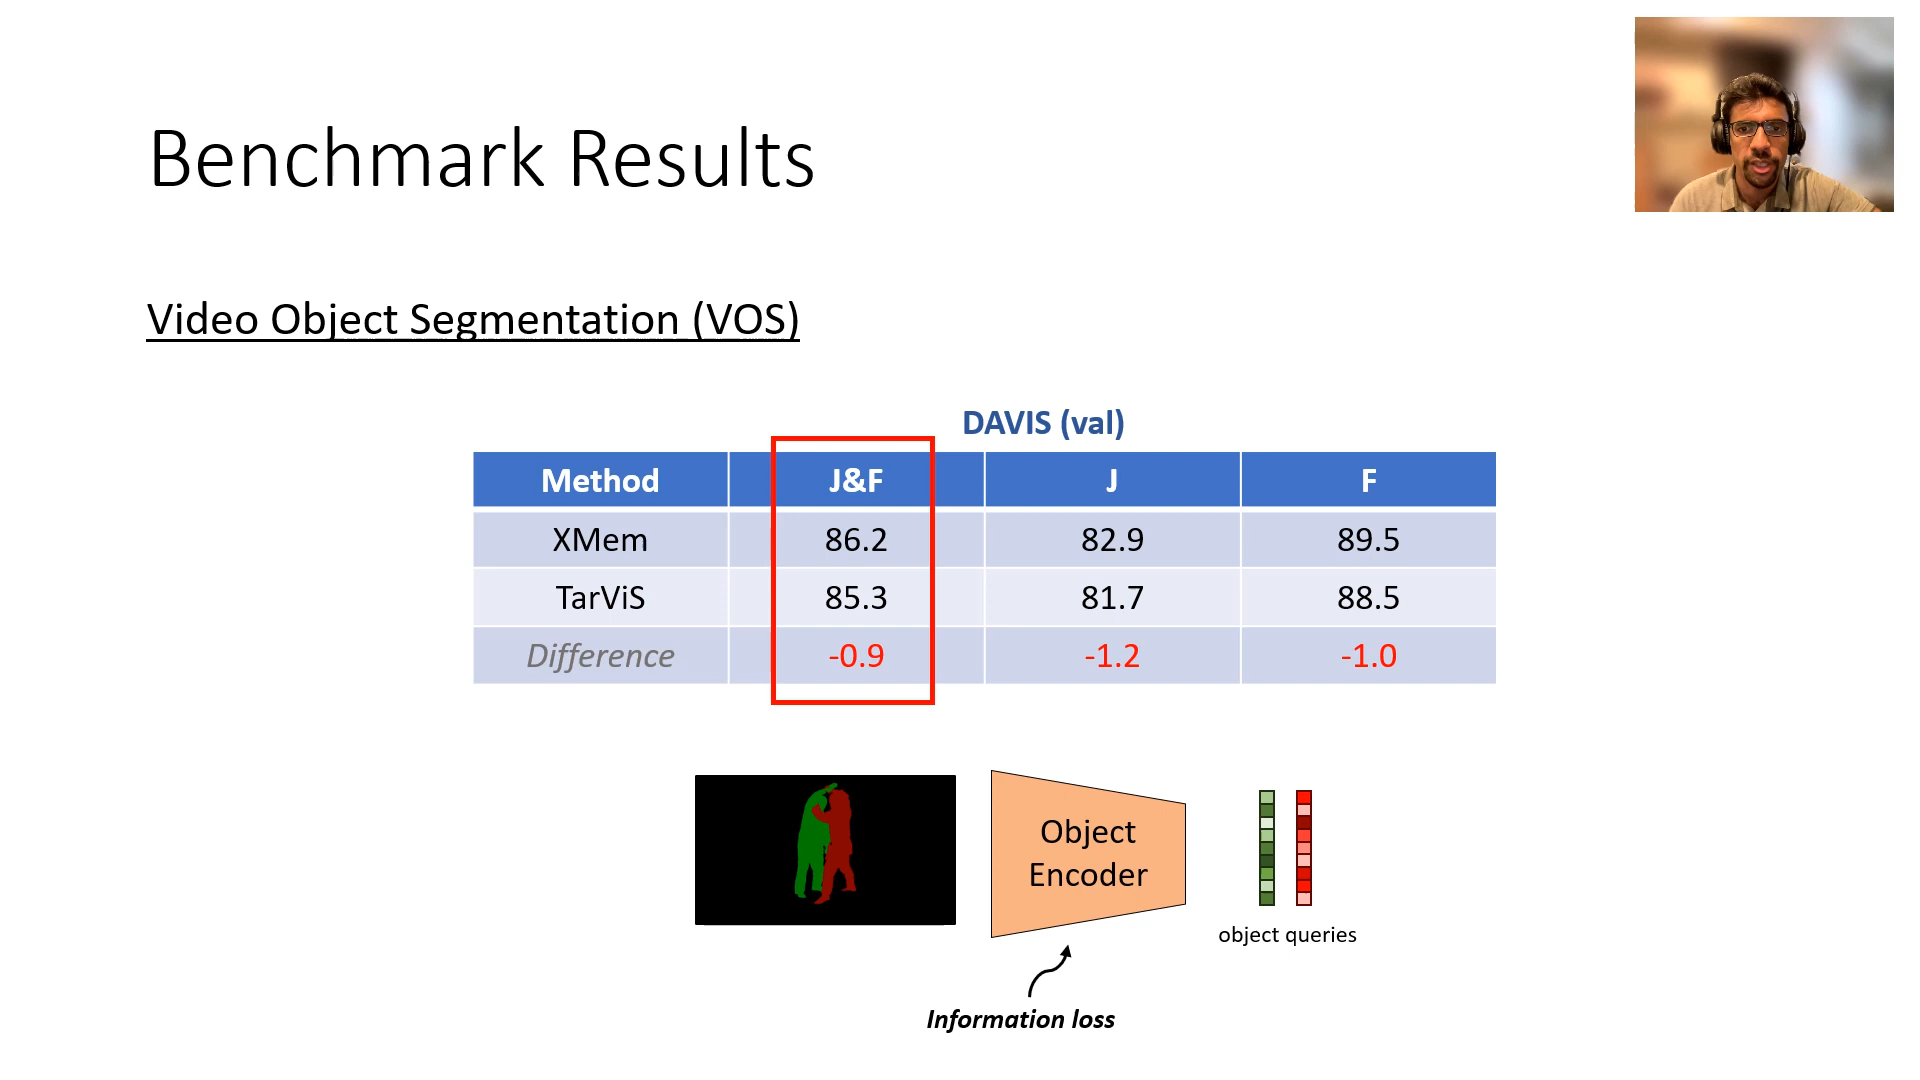 Benchmark Results
Video Object Segmentation (VOS)
DAVIS (val)
Method J&F J F
XMem 86.2 82.9 89.5
TarViS 85.3 81.7 88.5
Difference -0.9 -1.2 -1.0
Object
Encoder
object queries
Information loss